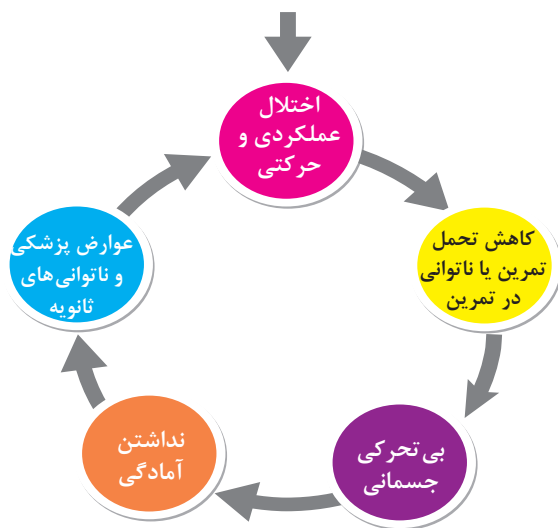 اختلال
عملکردی و
حرکتی
کاهش تحمل
تمرین یا ناتوانی
در تمرین
بی تحرکی
جسمانی
نداشتن
آمادگی
عوارض پزشکی
و ناتوانی‌های
ثانویه